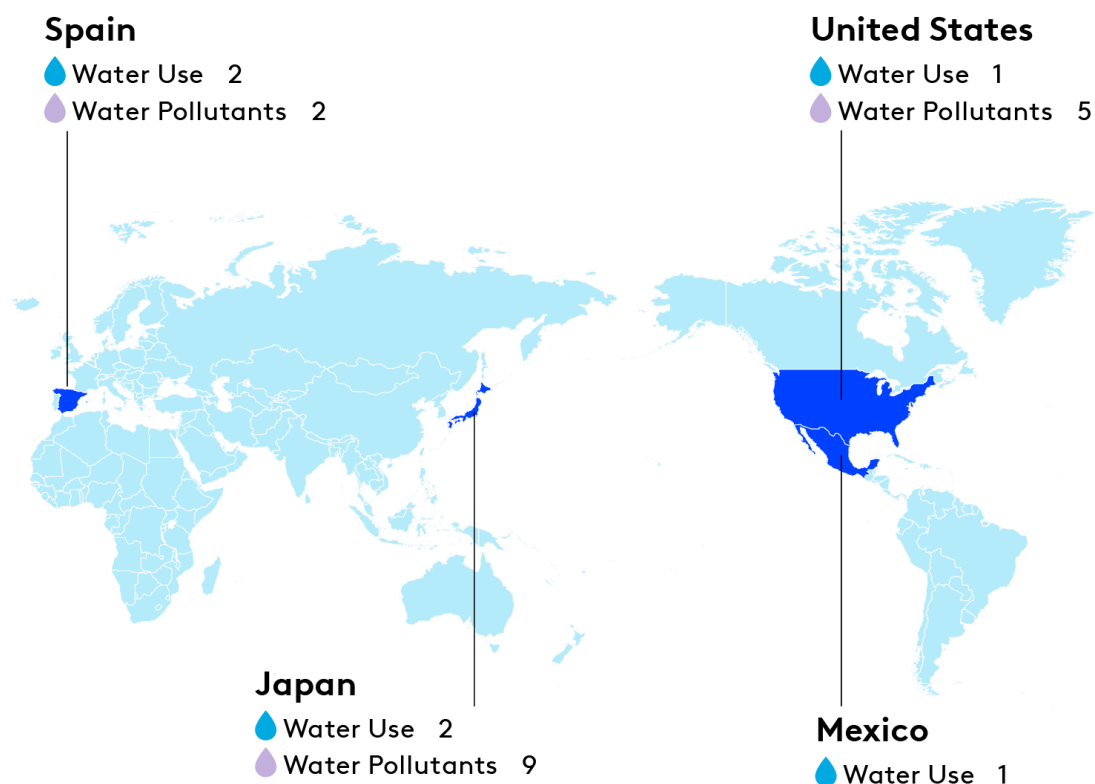 Spain
Water Use 2
Water Pollutants 2
United States
Water Use 1
Water Pollutants 5
Japan
Water Use 2
Water Pollutants 9
Mexico
Water Use 1